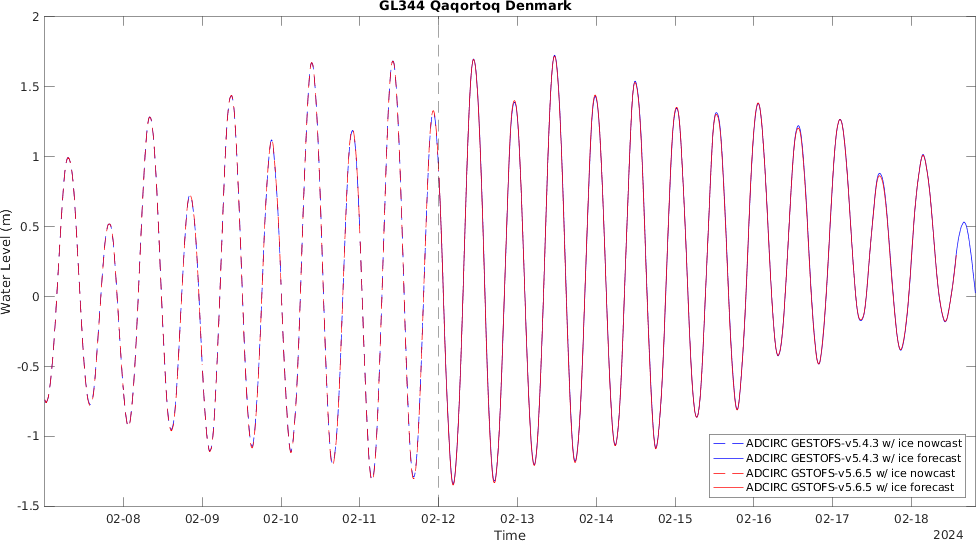 GL344 Qaqortoq Denmark
2
1.5
1
0.5
0
-0.5
-1
-1.5
Water Level (m)
02-08 02-09 02-10 02-11 02-12 02-13 02-14 02-15 02-16 02-17 02-18
Time
2024
ADCIRC GESTOFS-v5.4.3 w/ ice nowcast
ADCIRC GESTOFS-v5.4.3 w/ ice forecast
ADCIRC GSTOFS-v5.6.5 w/ ice nowcast
ADCIRC GSTOFS-v5.6.5 w/ ice forecast